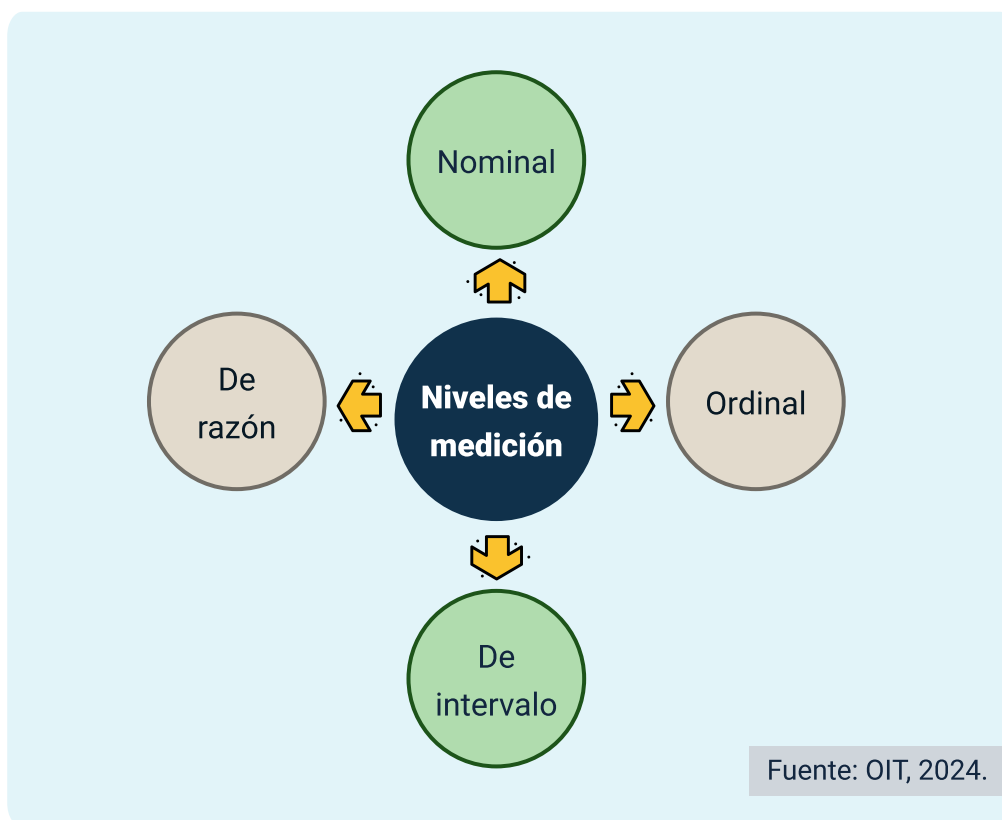 Nominal
De
razón
Niveles de
medición
Ordinal
De
intervalo
Fuente: OIT, 2024.